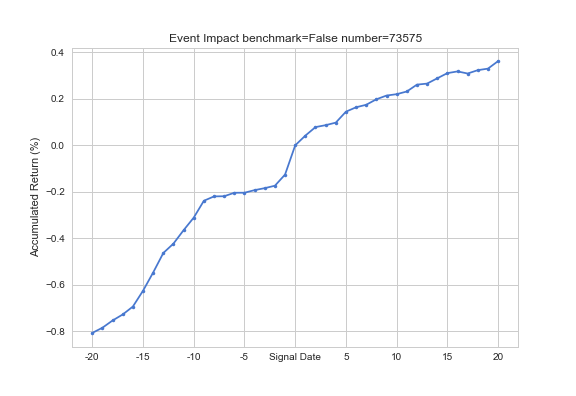 Event Impact benchmark=False number=73575
Accumulated Return (%)
0.4
0.2
0.0
−0.2
−0.4
−0.6
−0.8
-20 -15 -10 -5 Signal Date 5 10 15 20